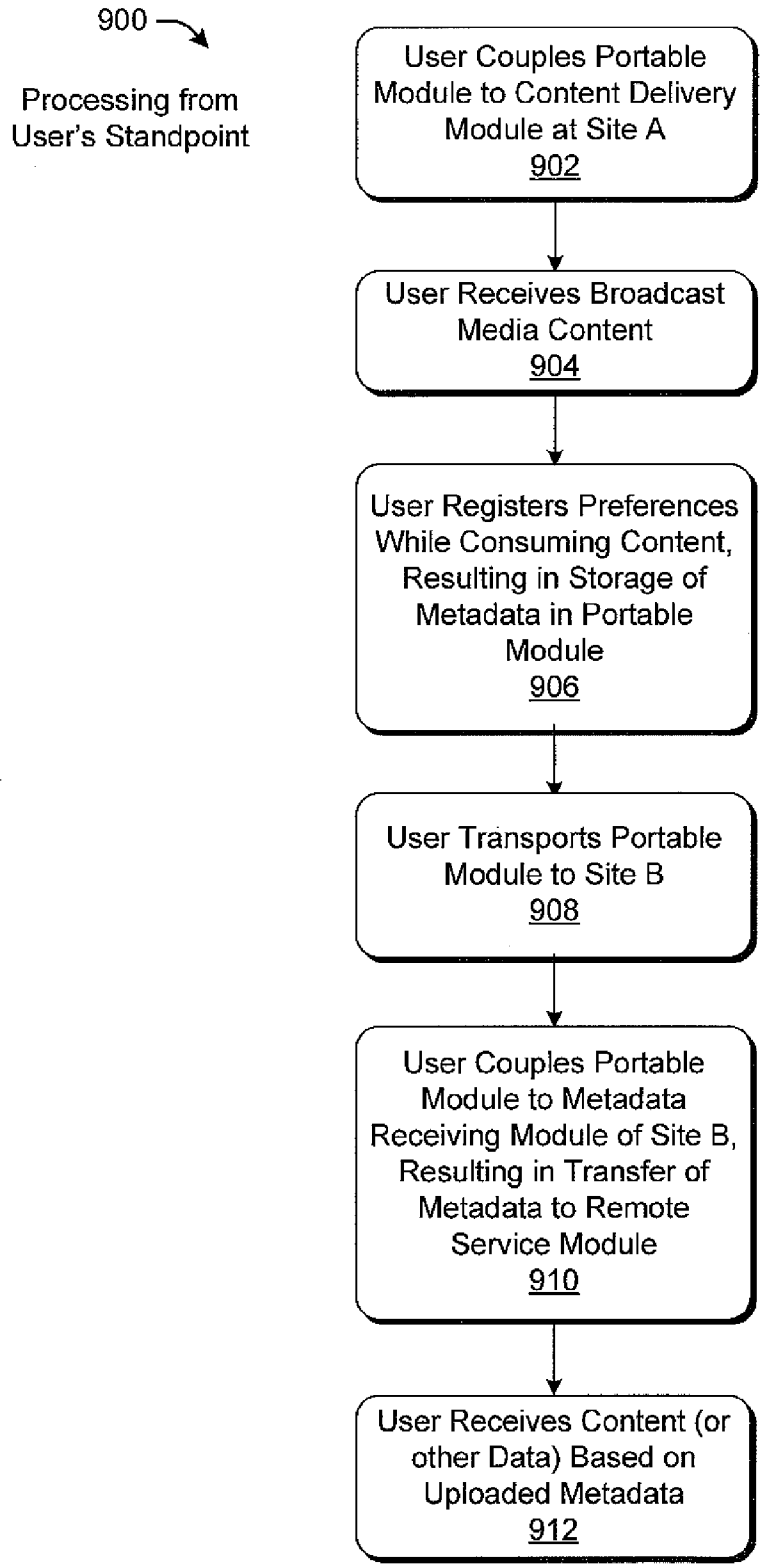 900
Processing from
User's Standpoint
User Couples Portable
Module to Content Delivery
Module at Site A
902
User Receives Broadcast
Media Content
904
User Registers Preferences
While Consuming Content,
Resulting in Storage of
Metadata in Portable
Module
906
User Transports Portable
Module to Site B
908
User Couples Portable
Module to Metadata
Receiving Module of Site B,
Resulting in Transfer of
Metadata to Remote
Service Module
910
User Receives Content (or
other Data) Based on
Uploaded Metadata
912